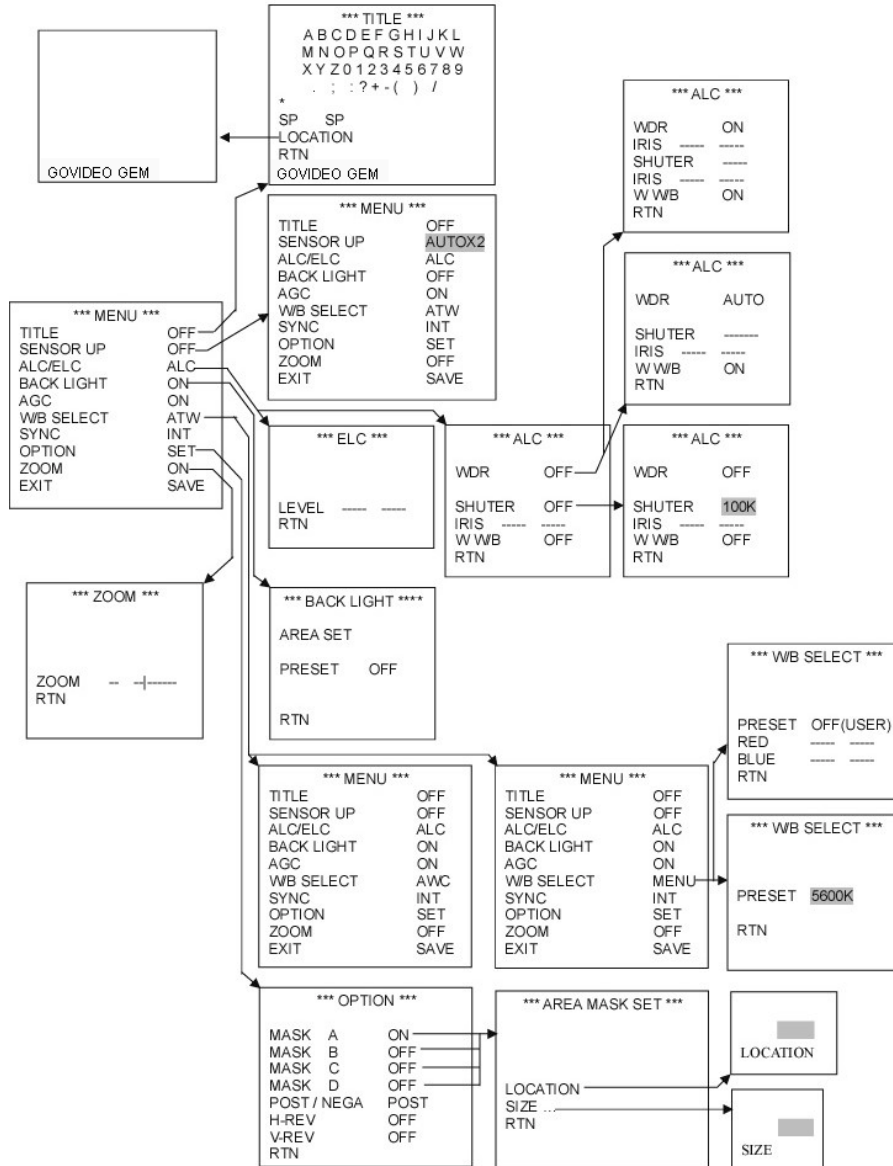 *** TITLE ***
A B C D E F G H I J K L
M N O P Q R S T U V W
X Y Z 0 1 2 3 4 5 6 7 8 9
. ; : ? + - ( ) /
*
SP SP
LOCATION
RTN
GOVIDEO GEM
GOVIDEO GEM
*** ALC ***
WDR ON
IRIS ----- -----
SHUTER -----
IRIS ----- -----
W W/B ON
RTN
*** MENU ***
TITLE OFF
SENSOR UP AUTOX2
ALC/ELC ALC
BACK LIGHT OFF
AGC ON
W/B SELECT ATW
SYNC INT
OPTION SET
ZOOM OFF
EXIT SAVE
*** ALC ***
WDR AUTO
SHUTER -------
IRIS ----- -----
W W/B ON
RTN
*** MENU ***
TITLE OFF
SENSOR UP OFF
ALC/ELC ALC
BACK LIGHT ON
AGC ON
W/B SELECT ATW
SYNC INT
OPTION SET
ZOOM ON
EXIT SAVE
*** ELC ***
LEVEL ----- -----
RTN
*** ALC ***
WDR OFF
SHUTER OFF
IRIS ----- -----
W W/B OFF
RTN
*** ALC ***
WDR OFF
SHUTER 100K
IRIS ----- -----
W W/B OFF
RTN
*** ZOOM ***
ZOOM -- --|------
RTN
*** BACK LIGHT ****
AREA SET
PRESET OFF
RTN
*** W/B SELECT ***
PRESET OFF(USER)
RED ----- -----
BLUE ----- -----
RTN
*** MENU ***
TITLE OFF
SENSOR UP OFF
ALC/ELC ALC
BACK LIGHT ON
AGC ON
W/B SELECT AWC
SYNC INT
OPTION SET
ZOOM OFF
EXIT SAVE
*** MENU ***
TITLE OFF
SENSOR UP OFF
ALC/ELC ALC
BACK LIGHT ON
AGC ON
W/B SELECT MENU
SYNC INT
OPTION SET
ZOOM OFF
EXIT SAVE
*** W/B SELECT ***
PRESET 5600K
RTN
*** OPTION ***
MASK A ON
MASK B OFF
MASK C OFF
MASK D OFF
POST / NEGA POST
H-REV OFF
V-REV OFF
RTN
*** AREA MASK SET ***
LOCATION
SIZE ...
RTN
LOCATION
SIZE